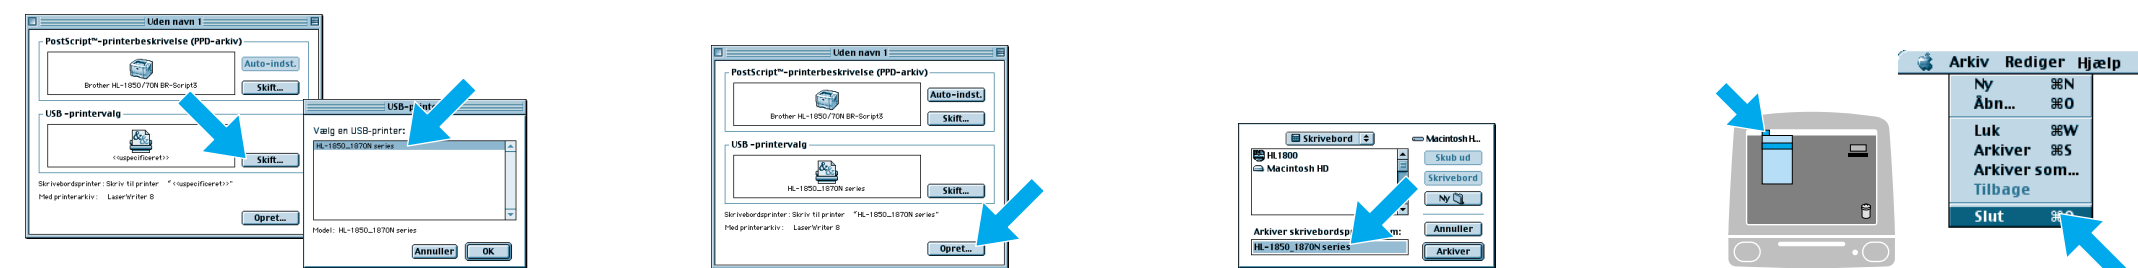 Uden navn 1
PostScript™-printerbeskrivelse (PPD-arkiv)
Auto-indst.
Brother HL-1850/70N BR-Script3
Skift...
USB -printervalg
<<uspecificeret>>
Skift...
Skrivebordsprinter: Skriv til printer "<<uspecificeret>>"
Med printerarkiv: LaserWriter 8
Opret...
Vælg en USB-printer:
HL-1850_1870N series
Model: HL-1850_1870N series
Annuller OK
Uden navn 1
PostScript™-printerbeskrivelse (PPD-arkiv)
Auto-indst.
Brother HL-1850/70N BR-Script3
Skift...
USB -printervalg
HL-1850_1870N series
Skift...
Skrivebordsprinter: Skriv til printer "HL-1850_1870N series"
Med printerarkiv: LaserWriter 8
Opret...
Skrivebord
Macintosh H...
HL1800
Macintosh HD
Skub ud
Skrivebord
Ny
Arkiver
HL-1850_1870N series
Annuller
Arkiver
Arkiv Rediger Hjælp
Ny ⌘N
Åbn... ⌘O
Luk ⌘W
Arkiver ⌘S
Arkiver som...
Tilbage
Slut